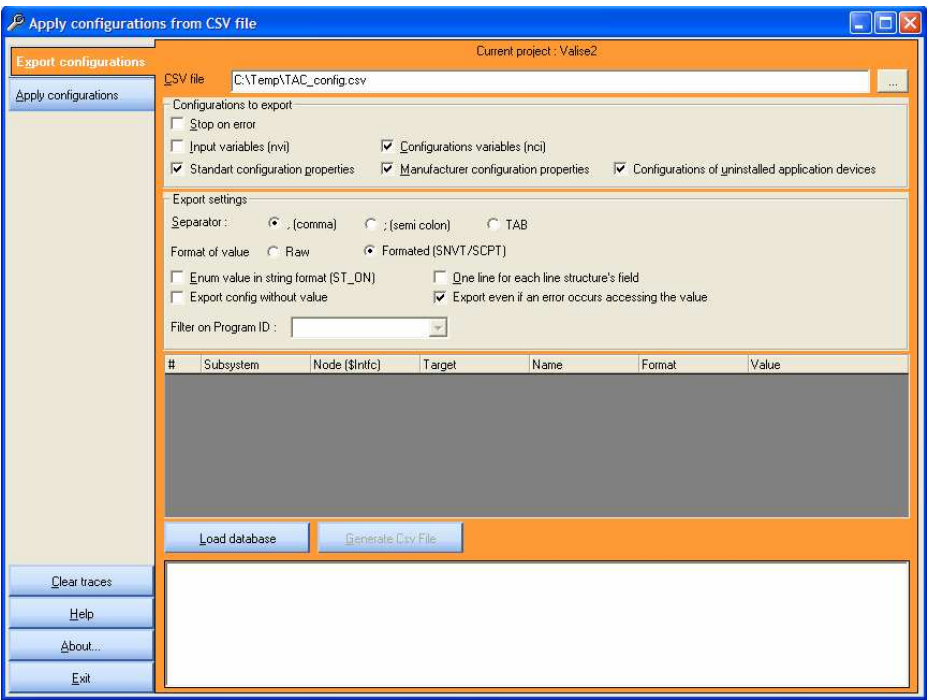 Apply configurations from CSV file
Export configurations
Apply configurations
Current project : Valise2
CSV file C:\Temp\TAC_config.csv ...
Configurations to export
Stop on error
Input variables (nvi) Configurations variables (nci)
Standart configuration properties Manufacturer configuration properties Configurations of uninstalled application devices
Export settings
Separator : , (comma) ; (semi colon) TAB
Format of value Raw Formated (SNVT/SCPT)
Enum value in string format (ST_ON) One line for each line structure's field
Export config without value Export even if an error occurs accessing the value
Filter on Program ID :
# Subsystem Node ($Intfc) Target Name Format Value
Load database Generate Csv File
Clear traces
Help
About...
Exit